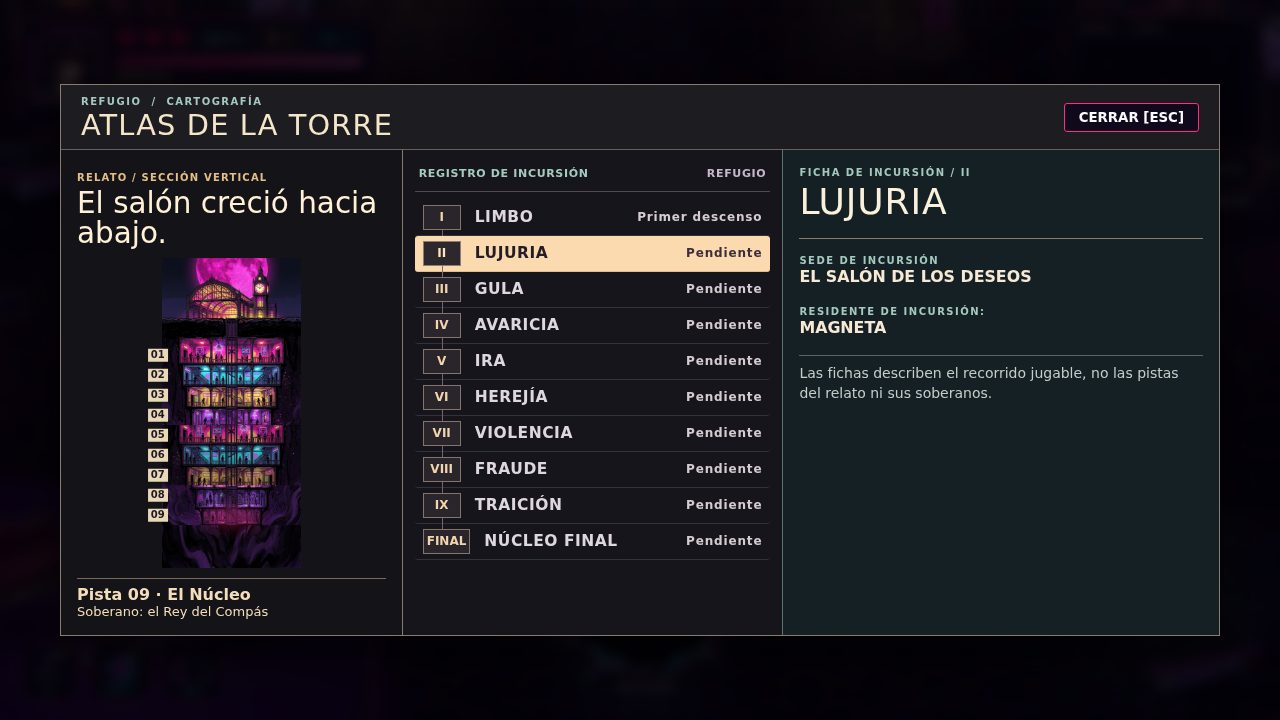 REFUGIO / CARTOGRAFÍA
ATLAS DE LA TORRE
CERRAR [ESC]
RELATO / SECCIÓN VERTICAL
El salón creció hacia
abajo.
01
02
03
04
05
06
07
08
09
Pista 09 · El Núcleo
Soberano: el Rey del Compás
REGISTRO DE INCURSIÓN REFUGIO
I LIMBO Primer descenso
II LUJURIA Pendiente
III GULA Pendiente
IV AVARICIA Pendiente
V IRA Pendiente
VI HEREJÍA Pendiente
VII VIOLENCIA Pendiente
VIII FRAUDE Pendiente
IX TRAICIÓN Pendiente
FINAL NÚCLEO FINAL Pendiente
FICHA DE INCURSIÓN / II
LUJURIA
SEDE DE INCURSIÓN
EL SALÓN DE LOS DESEOS
RESIDENTE DE INCURSIÓN:
MAGNETA
Las fichas describen el recorrido jugable, no las pistas
del relato ni sus soberanos.